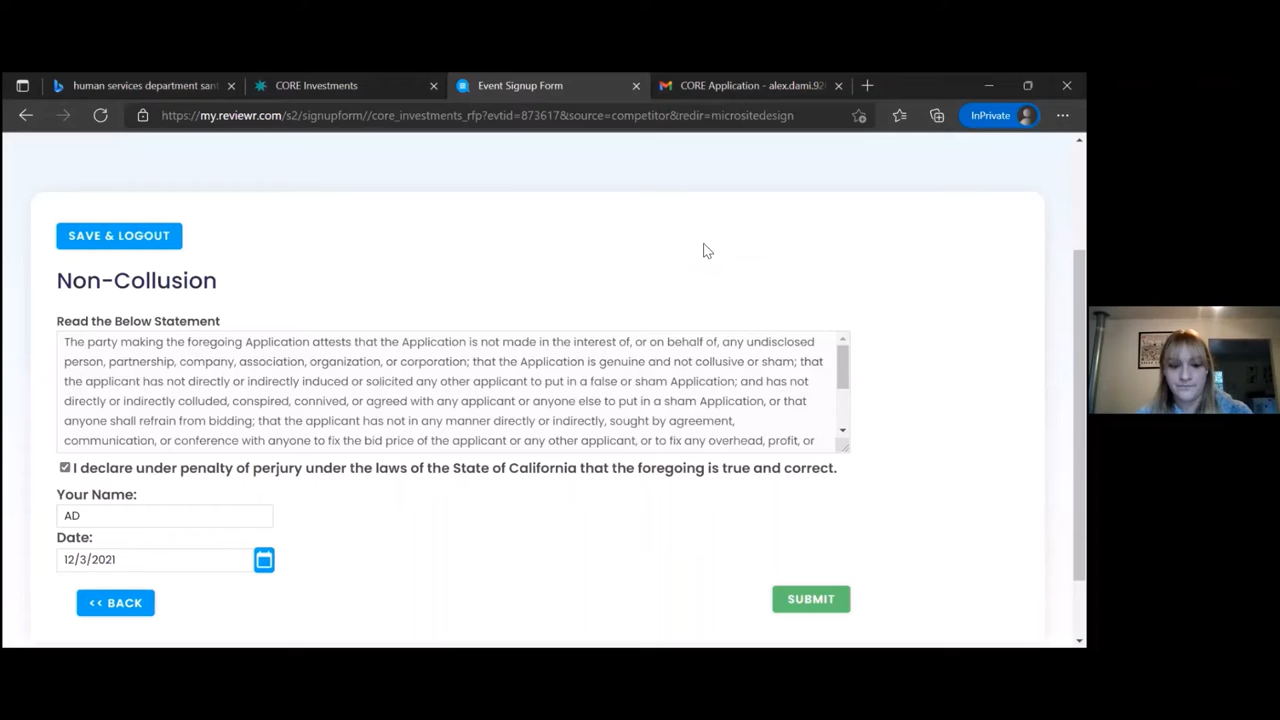 human services department sant
CORE Investments
Event Signup Form
CORE Application - alex.dami.92
https://my.reviewr.com/s2/signupform//core_investments_rfp?evtid=873617&source=competitor&redir=micrositedesign
InPrivate
SAVE & LOGOUT
Non-Collusion
Read the Below Statement
The party making the foregoing Application attests that the Application is not made in the interest of, or on behalf of, any undisclosed
person, partnership, company, association, organization, or corporation; that the Application is genuine and not collusive or sham; that
the applicant has not directly or indirectly induced or solicited any other applicant to put in a false or sham Application; and has not
directly or indirectly colluded, conspired, connived, or agreed with any applicant or anyone else to put in a sham Application, or that
anyone shall refrain from bidding; that the applicant has not in any manner directly or indirectly, sought by agreement,
communication, or conference with anyone to fix the bid price of the applicant or any other applicant, or to fix any overhead, profit, or
I declare under penalty of perjury under the laws of the State of California that the foregoing is true and correct.
Your Name:
AD
Date:
12/3/2021
<< BACK
SUBMIT